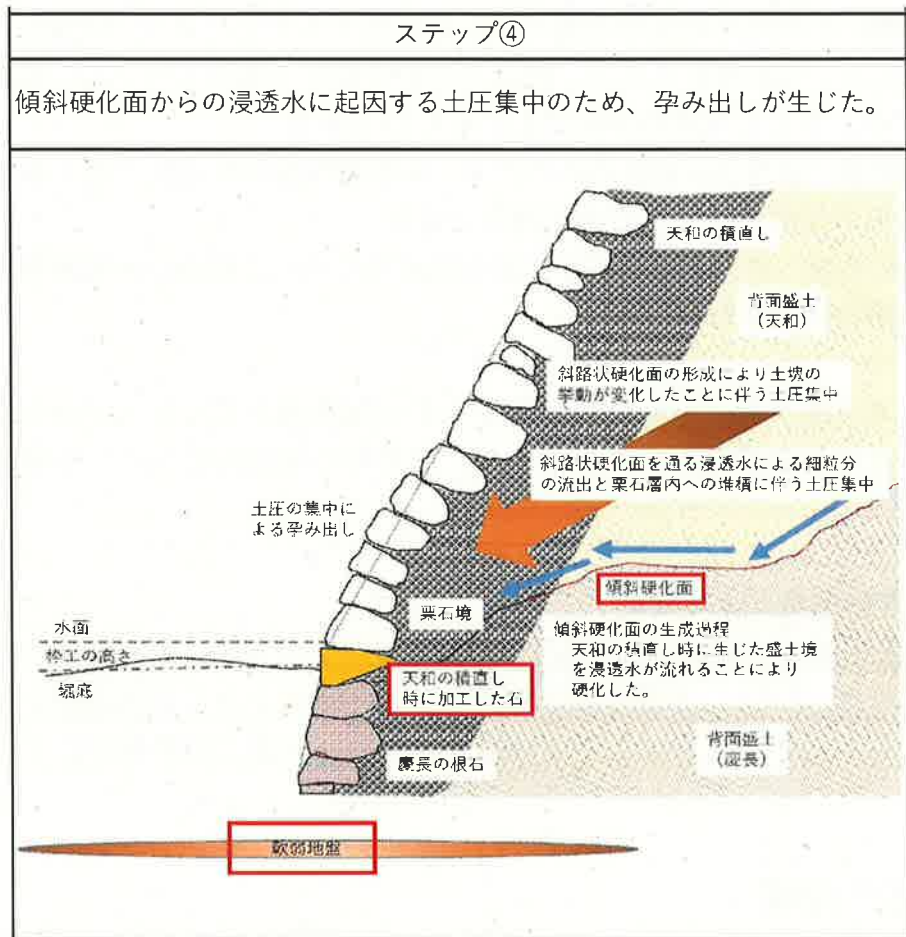 ステップ④
傾斜硬化面からの浸透水に起因する土圧集中のため、孕み出しが生じた。
天和の積直し
背面盛土
（天和）
斜路状硬化面の形成により土塊の
挙動が変化したことに伴う土圧集中
斜路状硬化面を通る浸透水による細粒分
の流出と栗石層内への堆積に伴う土圧集中
土圧の集中に
よる孕み出し
傾斜硬化面
栗石境
水面
枠工の高さ
堀底
傾斜硬化面の生成過程
天和の積直し時に生じた盛土境
を浸透水が流れることにより
硬化した。
天和の積直し
時に加工した石
背面盛土
（慶長）
慶長の根石
軟弱地盤